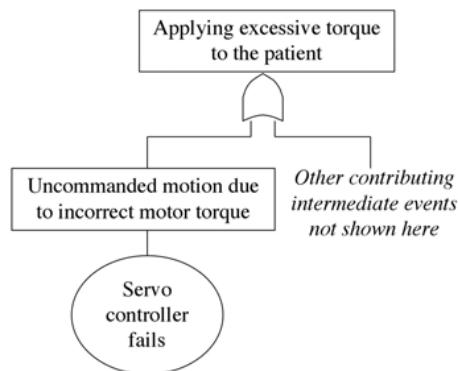 Applying excessive torque
to the patient
Uncommanded motion due
to incorrect motor torque
Other contributing
intermediate events
not shown here
Servo
controller
fails